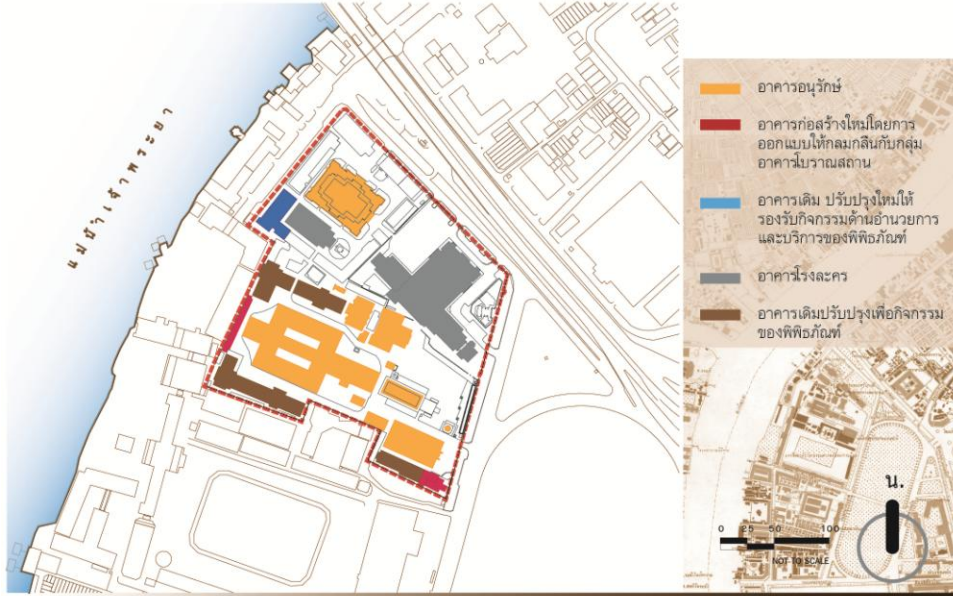 แม่น้ำเจ้าพระยา
อาคารอนุรักษ์
อาคารก่อสร้างใหม่โดยการ
ออกแบบให้กลมกลืนกับกลุ่ม
อาคารโบราณสถาน
อาคารเดิม ปรับปรุงใหม่ให้
รองรับกิจกรรมด้านอำนวยการ
และบริการของพิพิธภัณฑ์
อาคารโรงละคร
อาคารเดิมปรับปรุงเพื่อกิจกรรม
ของพิพิธภัณฑ์
น.
0 25 50 100
NOT TO SCALE